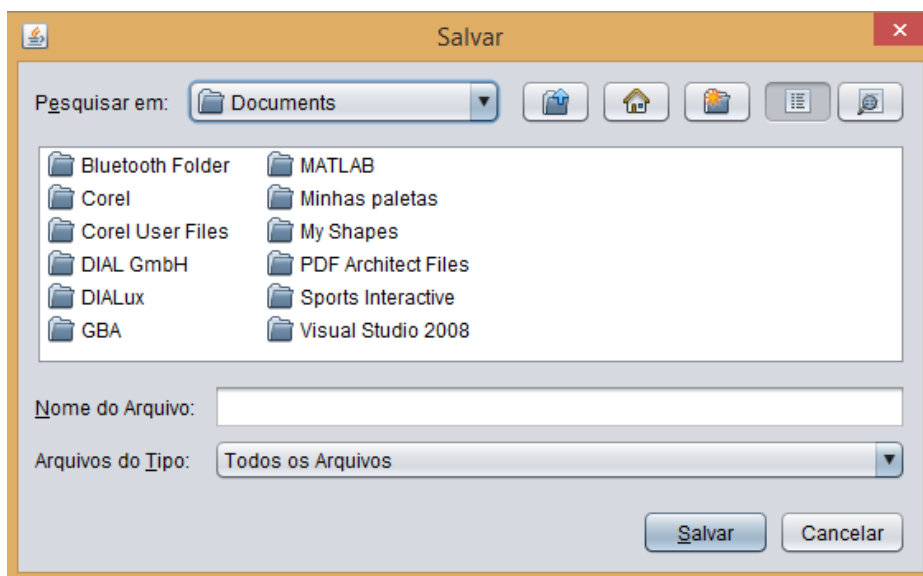 Salvar
Pesquisar em: Documents
Bluetooth Folder MATLAB
Corel Minhas paletas
Corel User Files My Shapes
DIAL GmbH PDF Architect Files
DIALux Sports Interactive
GBA Visual Studio 2008
Nome do Arquivo:
Arquivos do Tipo: Todos os Arquivos
Salvar Cancelar